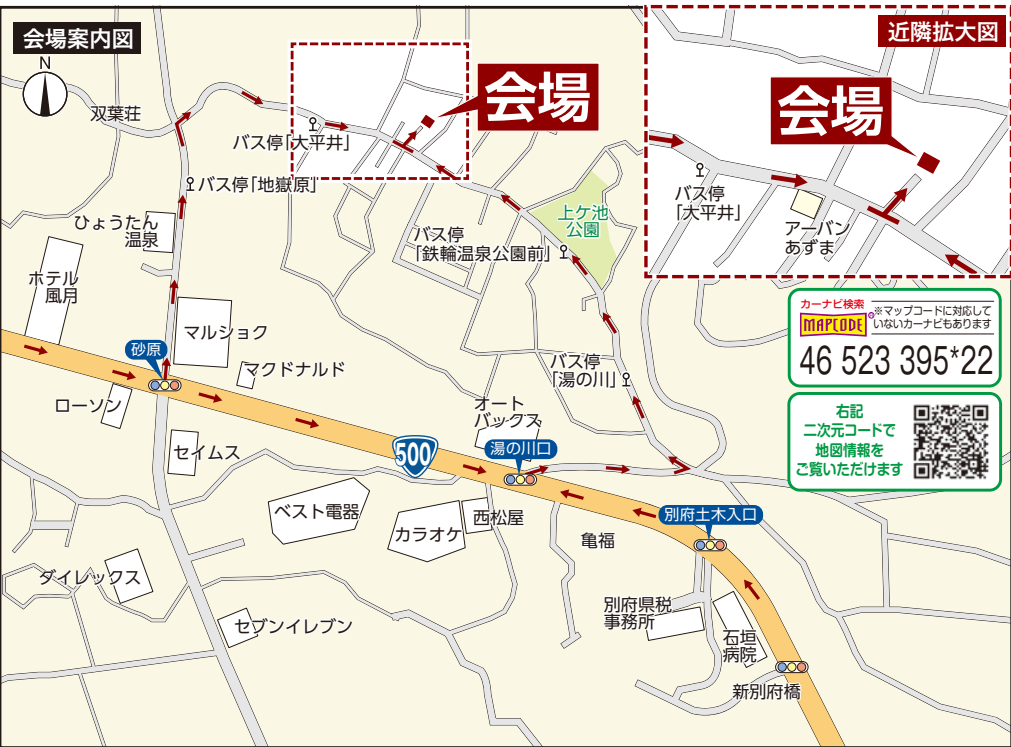 会場案内図
N
双葉荘
バス停「大平井」
会場
バス停「地嶽原」
ひょうたん
温泉
ホテル
風月
バス停
「鉄輪温泉公園前」
上ケ池
公園
マルショク
砂原
マクドナルド
ローソン
バス停
「湯の川」
オート
バックス
湯の川口
セイムス
500
ベスト電器
カラオケ
西松屋
亀福
別府土木入口
ダイレックス
セブンイレブン
別府県税
事務所
石垣
病院
新別府橋
近隣拡大図
会場
バス停
「大平井」
アーバン
あずま
カーナビ検索
MAPCODE
®
※マップコードに対応して
いないカーナビもあります
46 523 395*22
右記
二次元コードで
地図情報を
ご覧いただけます